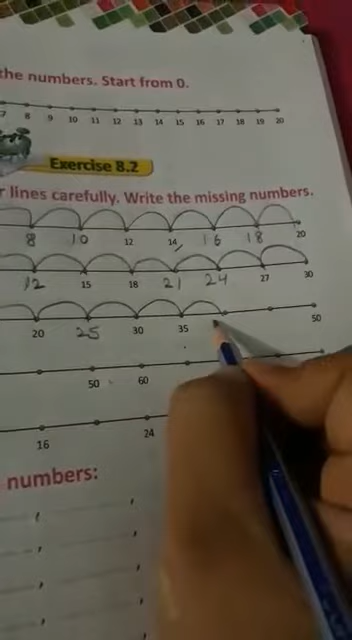 the numbers. Start from 0.
7 8 9 10 11 12 13 14 15 16 17 18 19 20
Exercise 8.2
r lines carefully. Write the missing numbers.
8 10 12 14 16 18 20
12 15 18 21 24 27 30
20 25 30 35 50
50 60
16 24
numbers:
, ,
, ,
, ,
, ,